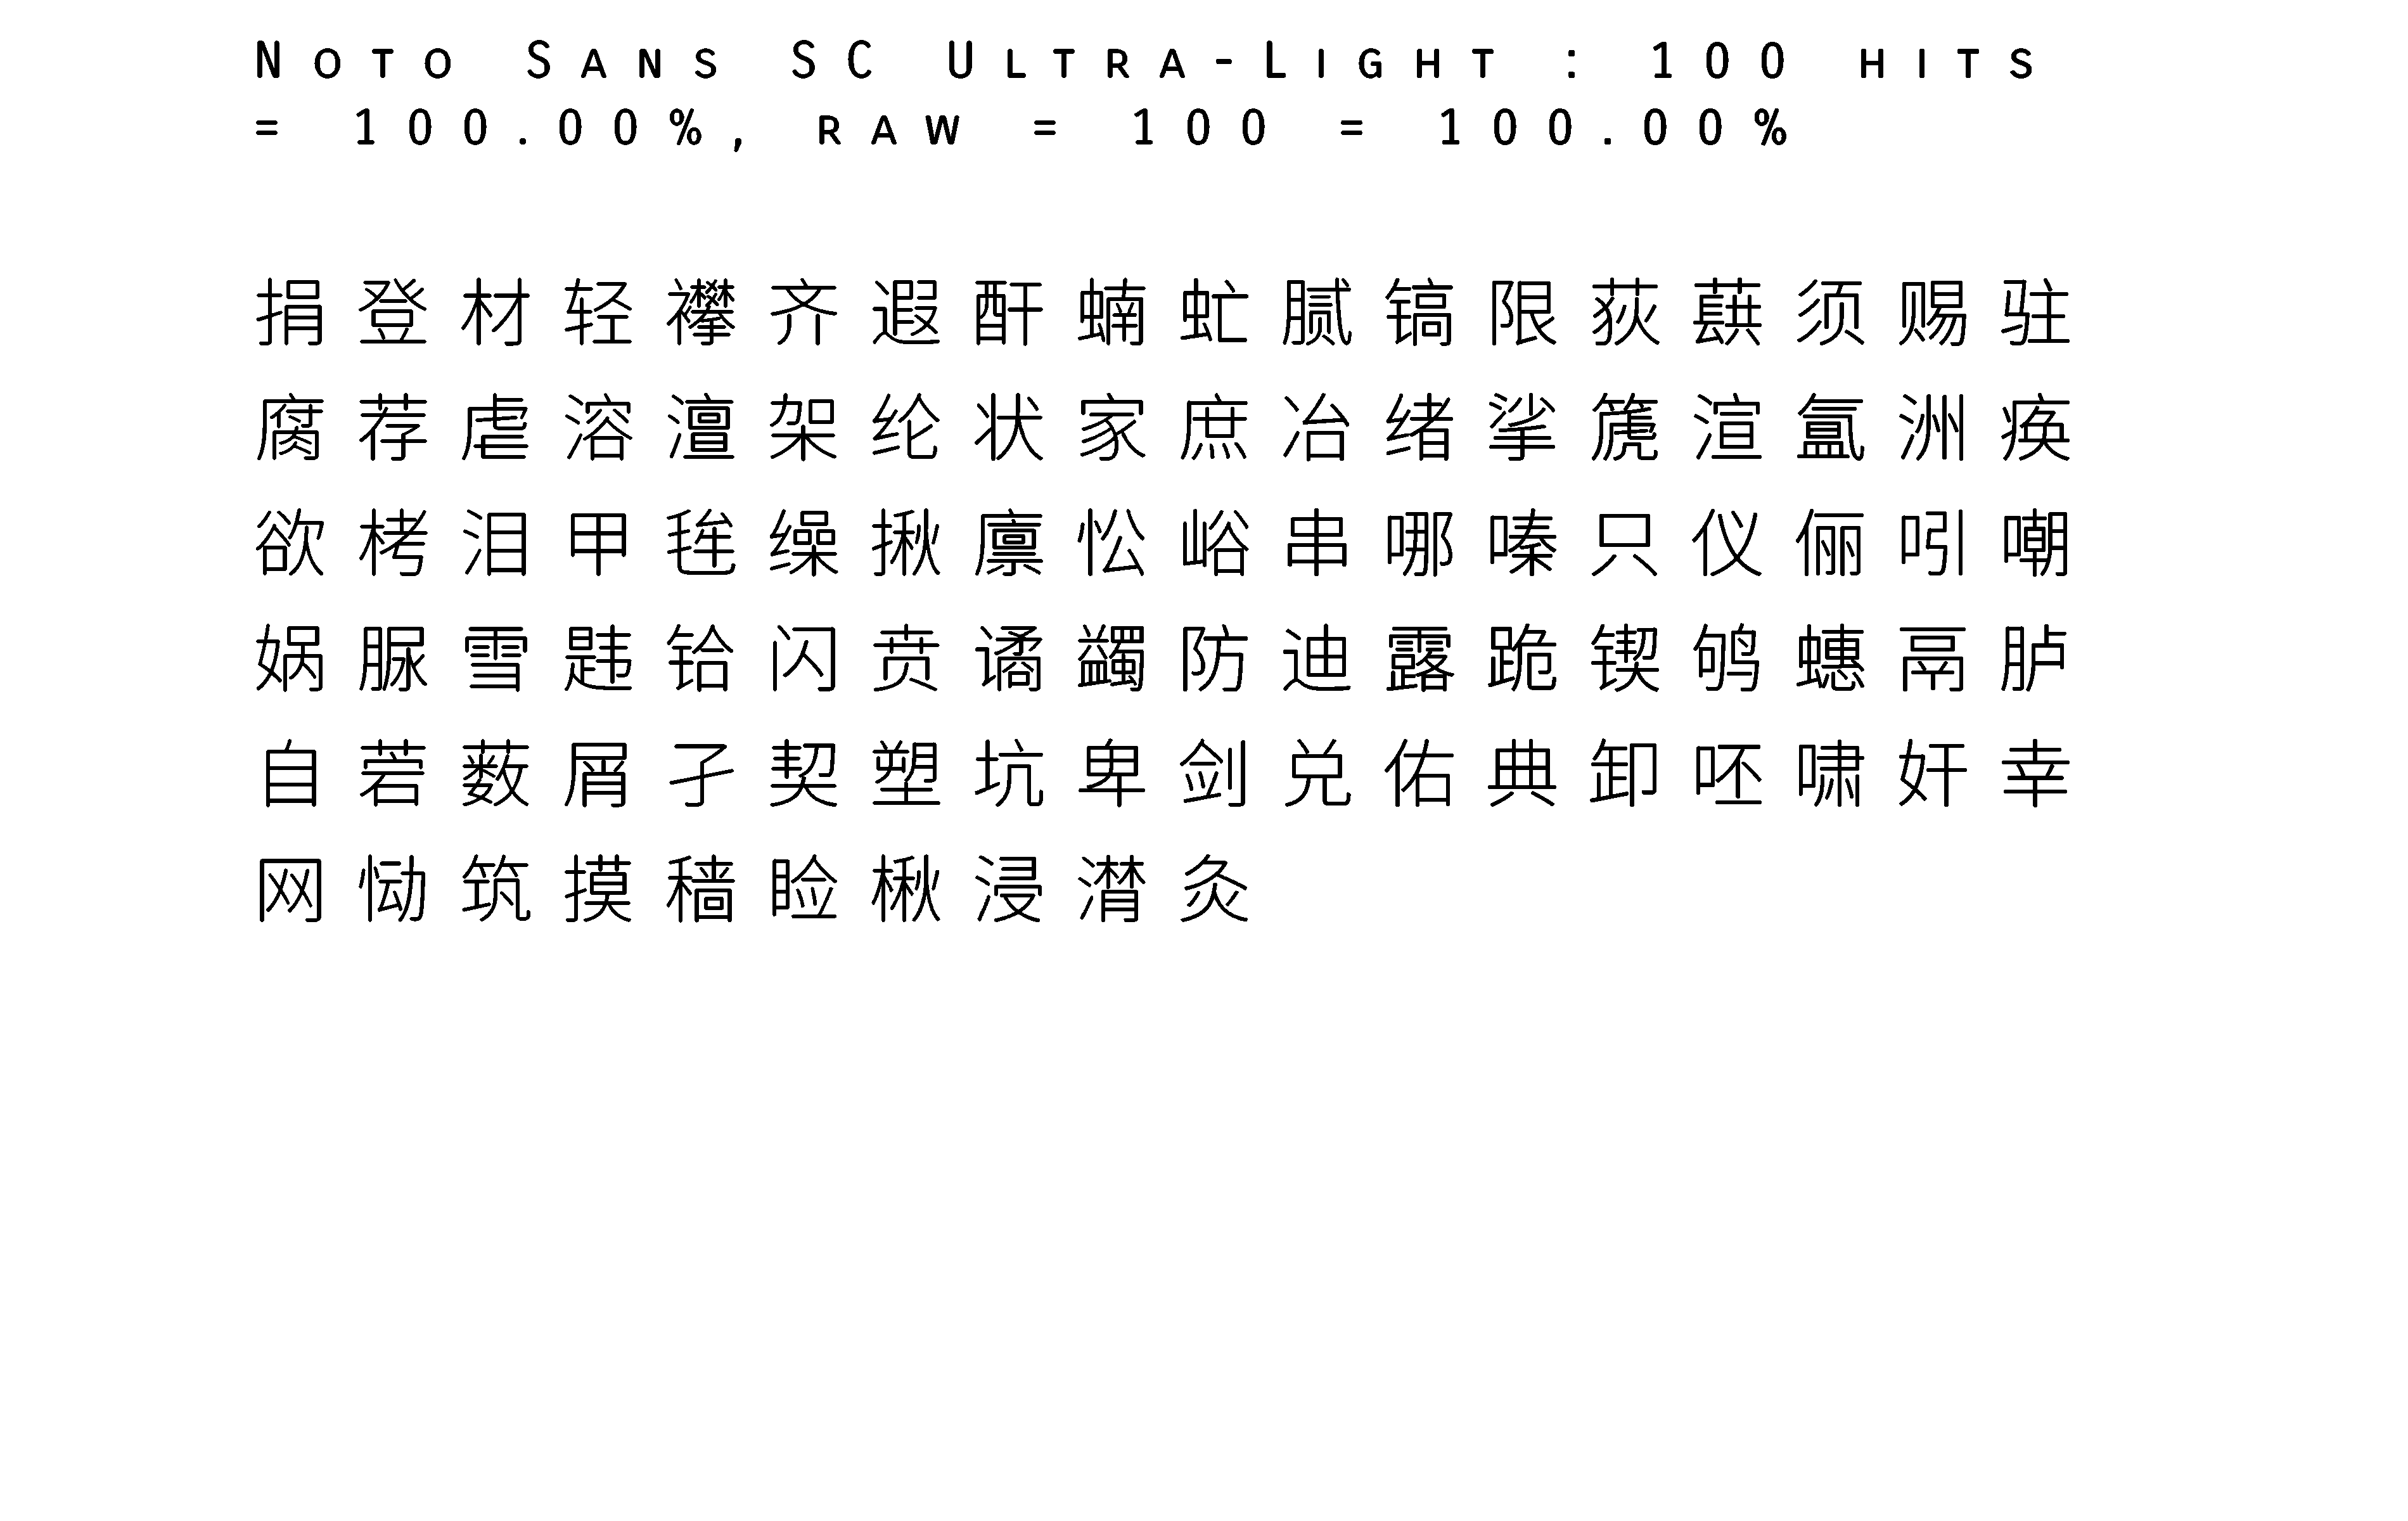 Noto Sans SC Ultra-Light : 100 hits
= 100.00%, raw = 100 = 100.00%
捐登材轻襻齐遐酐蝻虻腻镐限荻蕻须赐驻
腐荐虐溶澶架纶状家庶冶绪挲篪渲氲洲痪
欲栲泪甲毪缲揪廪忪峪串哪嗪只仪俪吲嘲
娲脲雪韪铪闪贲谲蠲防迪露跪锲鸲蟪鬲胪
自菪薮屑孑契塑坑卑剑兑佑典卸呸啸奸幸
网恸筑摸穑睑楸浸潸灸